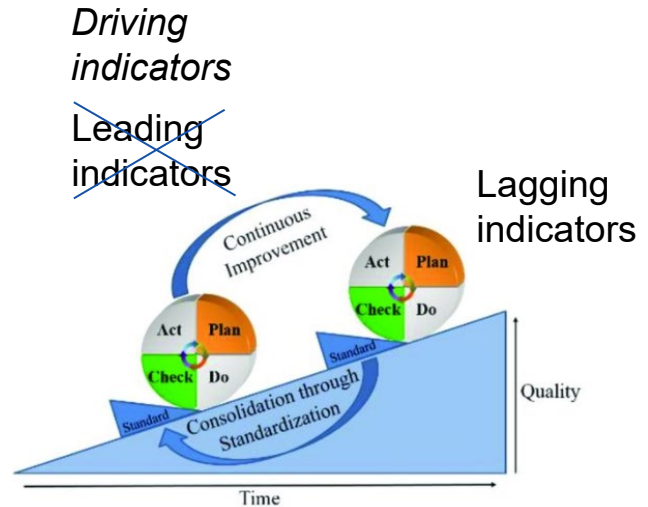 Driving
indicators
Leading
indicators
Lagging
indicators
Continuous
Improvement
Act
Plan
Check
Do
Standard
Act
Plan
Check
Do
Standard
Consolidation through
Standardization
Quality
Time